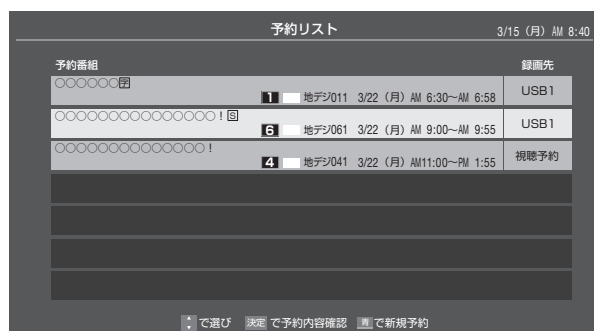 予約リスト 3/15（月）AM 8:40
予約番組 録画先
○○○○○○字
1 地デジ011 3/22（月）AM 6:30～AM 6:58 USB1
○○○○○○○○○○○○○○○！S
6 地デジ061 3/22（月）AM 9:00～AM 9:55 USB1
○○○○○○○○○○○○○○！
4 地デジ041 3/22（月）AM11:00～PM 1:55 視聴予約
で選び 決定 で予約内容確認 青 で新規予約